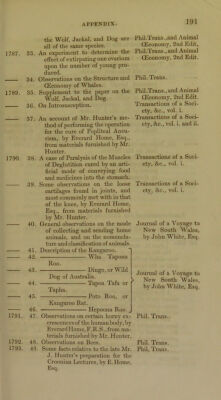 APPENDIX. 191
the Wolf, Jackal, and Dog are all of the same species. Phil. Trans., and Animal Œconomy, 2nd Edit.
1787. 33. An experiment to determine the effect of extirpating one ovarium upon the number of young produced. Phil. Trans., and Animal Œconomy, 2nd Edit.
—— 34. Observations on the Structure and Œconomy of Whales. Phil. Trans.
1789. 35. Supplement to the paper on the Wolf, Jackal, and Dog. Phil. Trans., and Animal Œconomy, 2nd Edit.
—— 36. On Introsusception. Transactions of a Society, &c., vol. i.
—— 37. An account of Mr. Hunter's method of performing the operation for the cure of Popliteal Aneurism, by Everard Home, Esq., from materials furnished by Mr. Hunter. Transactions of a Society, &c., vol. i. and ii.
1790. 38. A case of Paralysis of the Muscles of Deglutition cured by an artificial mode of conveying food and medicines into the stomach. Transactions of a Society, &c., vol. i.
—— 39. Some observations on the loose cartilages found in joints, and most commonly met with in that of the knee, by Everard Home, Esq., from materials furnished by Mr. Hunter. Transactions of a Society, &c., vol. i.
40. General observations on the mode of collecting and sending home animals, and on the nomenclature and classification of animals. Journal of a Voyage to New South Wales, by John White, Esq.
—— 41. Description of the Kangaroo.
—— 42. —— Wha Tapoua Roo.
—— 43. —— Dingo, or Wild Dog of Australia.
—— 44. —— Tapoa Tafa or Tapha.
—— 45. —— Poto Roo, or Kangaroo Rat.
—— 46. —— Hepoona Roo.
Journal of a Voyage to New South Wales, by John White, Esq.
1791. 47. Observations on certain horny excrescences of the human body, by Everard Home, F.R.S., from materials furnished by Mr. Hunter. Phil. Trans.
1792. 48. Observations on Bees. Phil. Trans.
1793. 49. Some facts relative to the late Mr. J. Hunter's preparation for the Croonian Lectures, by E. Home, Esq. Phil. Trans.